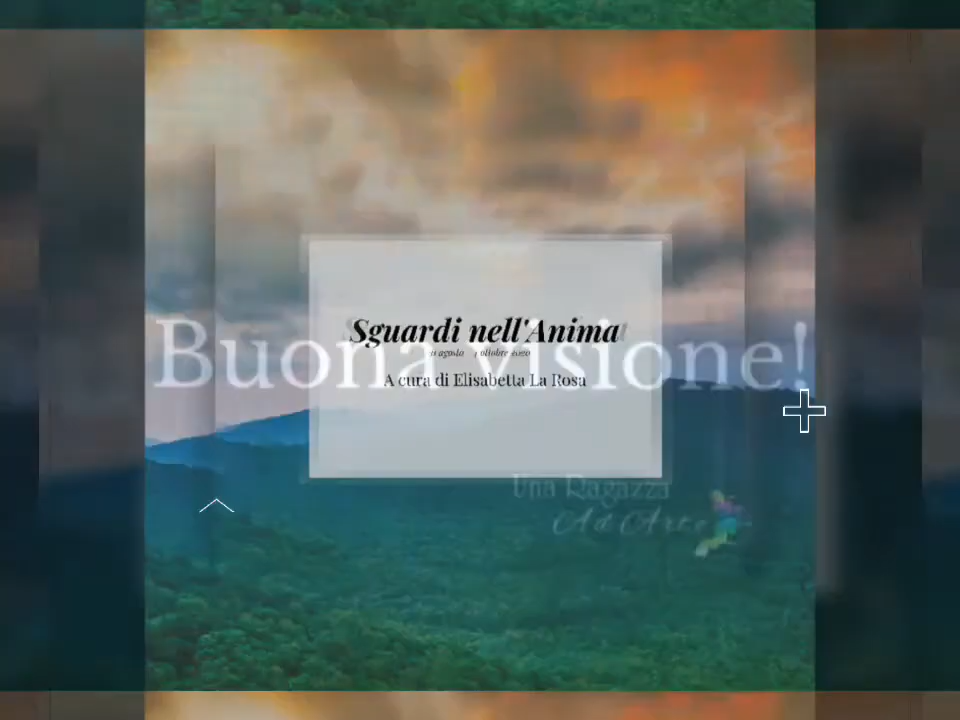 Sguardi nell'Anima
Buona visione!
A cura di Elisabetta La Rosa
Una Ragazza
Ad Arte